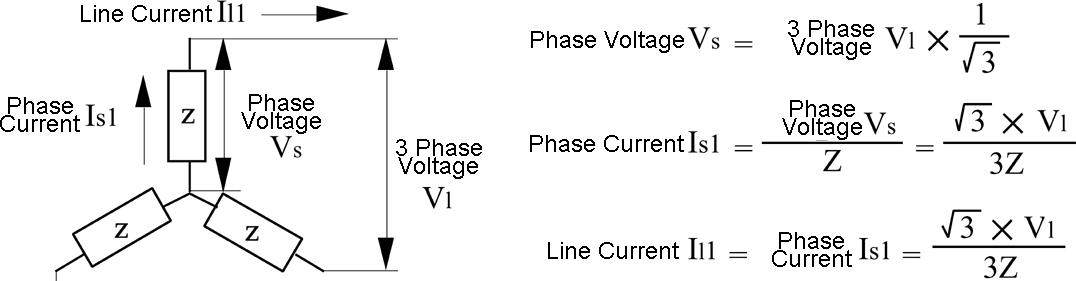 Line Current Il1
Phase
Current Is1
Z
Phase
Voltage
Vs
3 Phase
Voltage
Vl
Z
Z
Phase Voltage Vs = 3 Phase Voltage Vl × 1/√3
Phase Current Is1 = Phase Voltage Vs / Z = √3 × Vl / 3Z
Line Current Il1 = Phase Current Is1 = √3 × Vl / 3Z